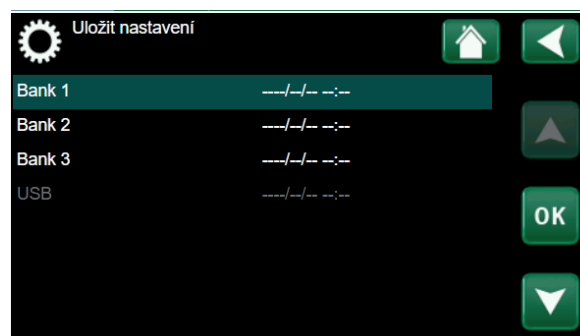 Uložit nastavení
Bank 1 ----/--/-- --:--
Bank 2 ----/--/-- --:--
Bank 3 ----/--/-- --:--
USB ----/--/-- --:--
OK